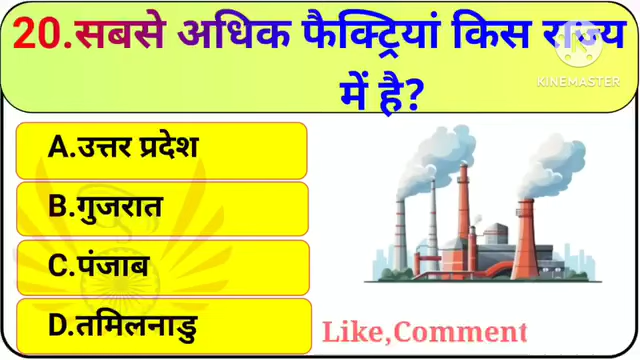 20.सबसे अधिक फैक्ट्रियां किस राज्य
में है?
KINEMASTER
A.उत्तर प्रदेश
B.गुजरात
C.पंजाब
D.तमिलनाडु
Like,Comment